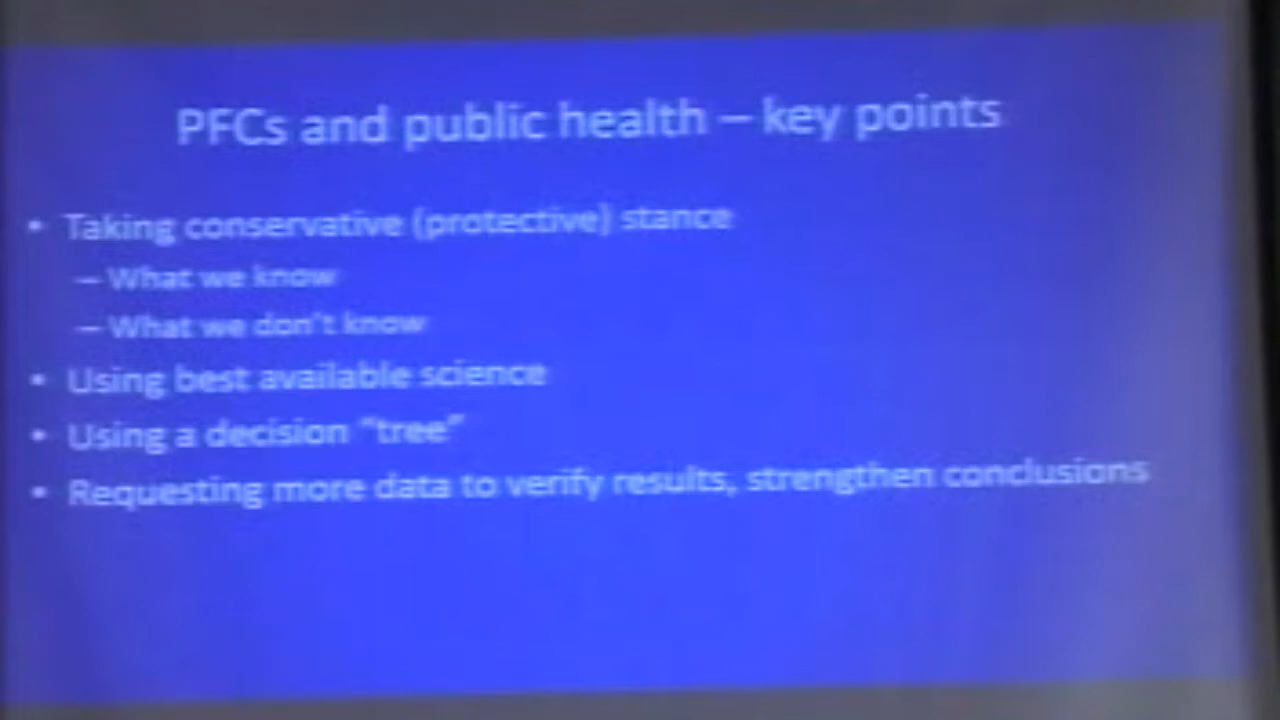 PFCs and public health – key points
• Taking conservative (protective) stance
– What we know
– What we don't know
• Using best available science
• Using a decision "tree"
• Requesting more data to verify results, strengthen conclusions